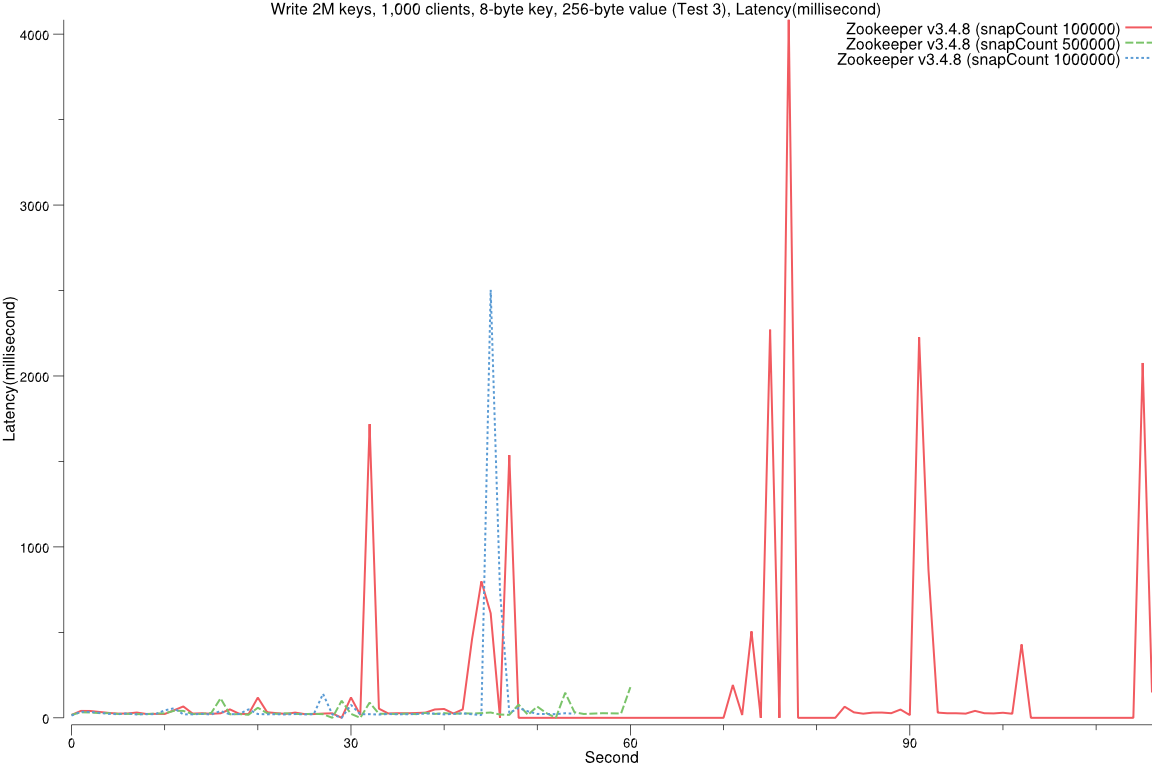 Write 2M keys, 1,000 clients, 8-byte key, 256-byte value (Test 3), Latency(millisecond)
Zookeeper v3.4.8 (snapCount 100000)
Zookeeper v3.4.8 (snapCount 500000)
Zookeeper v3.4.8 (snapCount 1000000)
4000
3000
2000
1000
0
Latency(millisecond)
0 30 60 90
Second